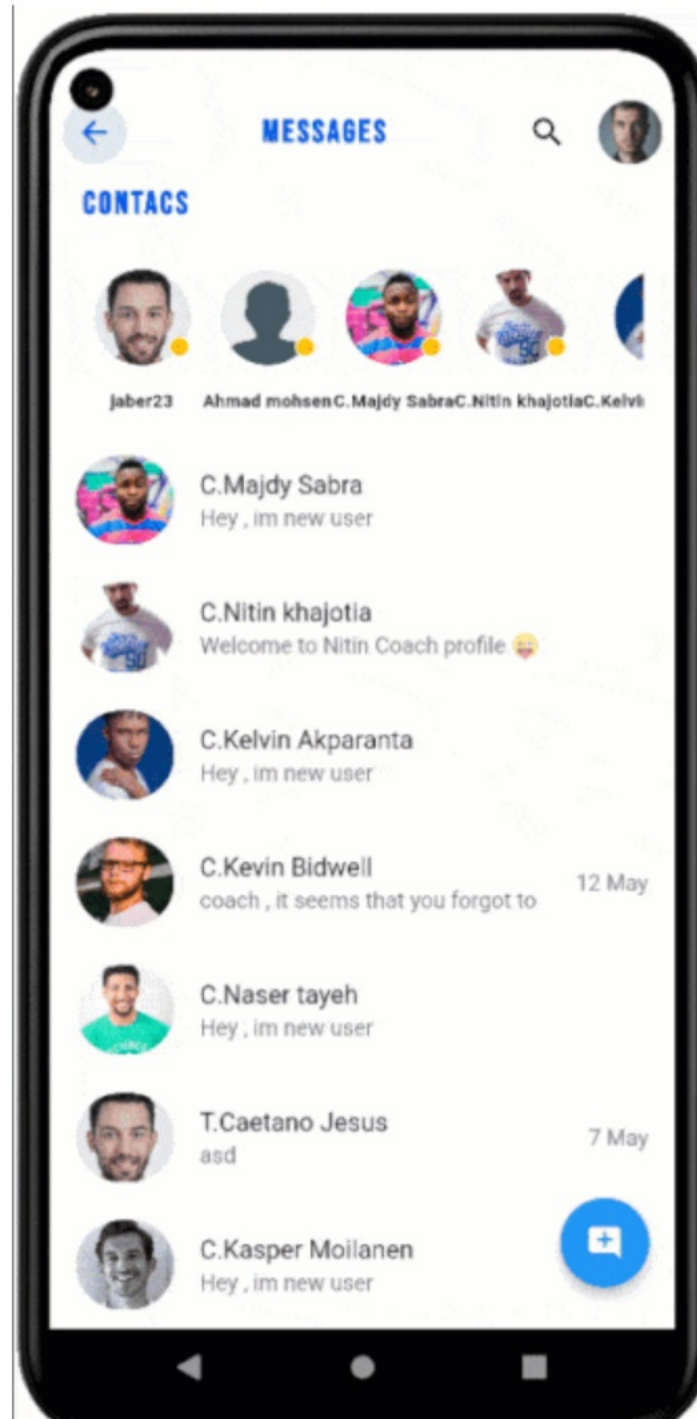 MESSAGES
CONTACS
jaber23 Ahmad mohsen C.Majdy Sabra C.Nitin khajotia C.Kelvi
C.Majdy Sabra
Hey , im new user
C.Nitin khajotia
Welcome to Nitin Coach profile 😜
C.Kelvin Akparanta
Hey , im new user
C.Kevin Bidwell
coach , it seems that you forgot to
12 May
C.Naser tayeh
Hey , im new user
T.Caetano Jesus
asd
7 May
C.Kasper Moilanen
Hey , im new user